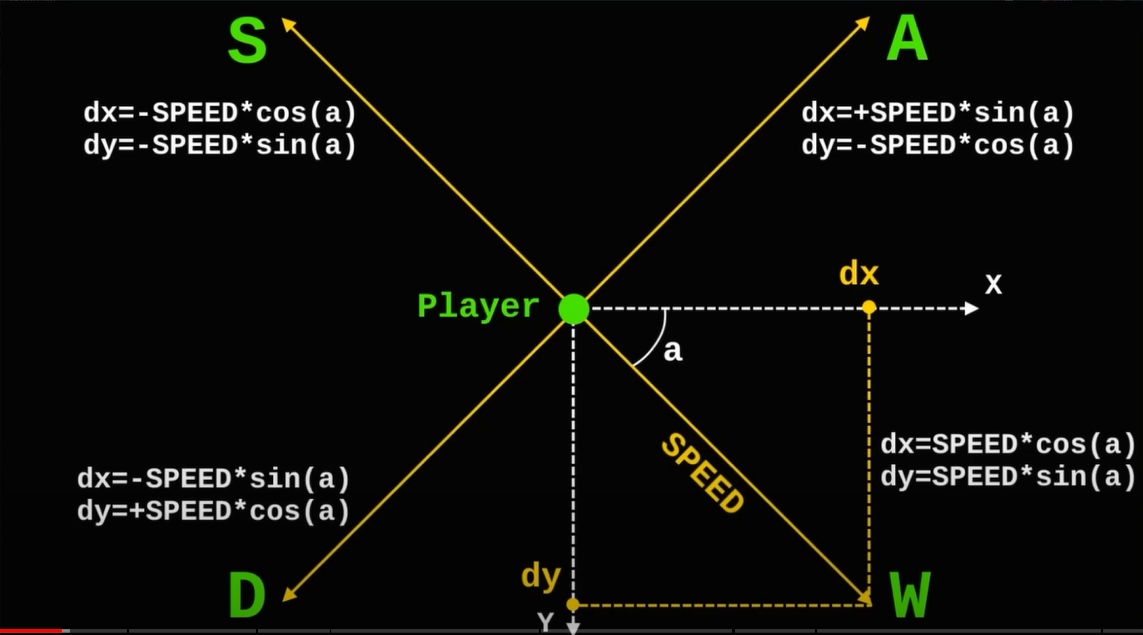 S
A
dx=-SPEED*cos(a)
dy=-SPEED*sin(a)
dx=+SPEED*sin(a)
dy=-SPEED*cos(a)
dx
X
Player
a
SPEED
dx=SPEED*cos(a)
dy=SPEED*sin(a)
dx=-SPEED*sin(a)
dy=+SPEED*cos(a)
D
dy
W
Y